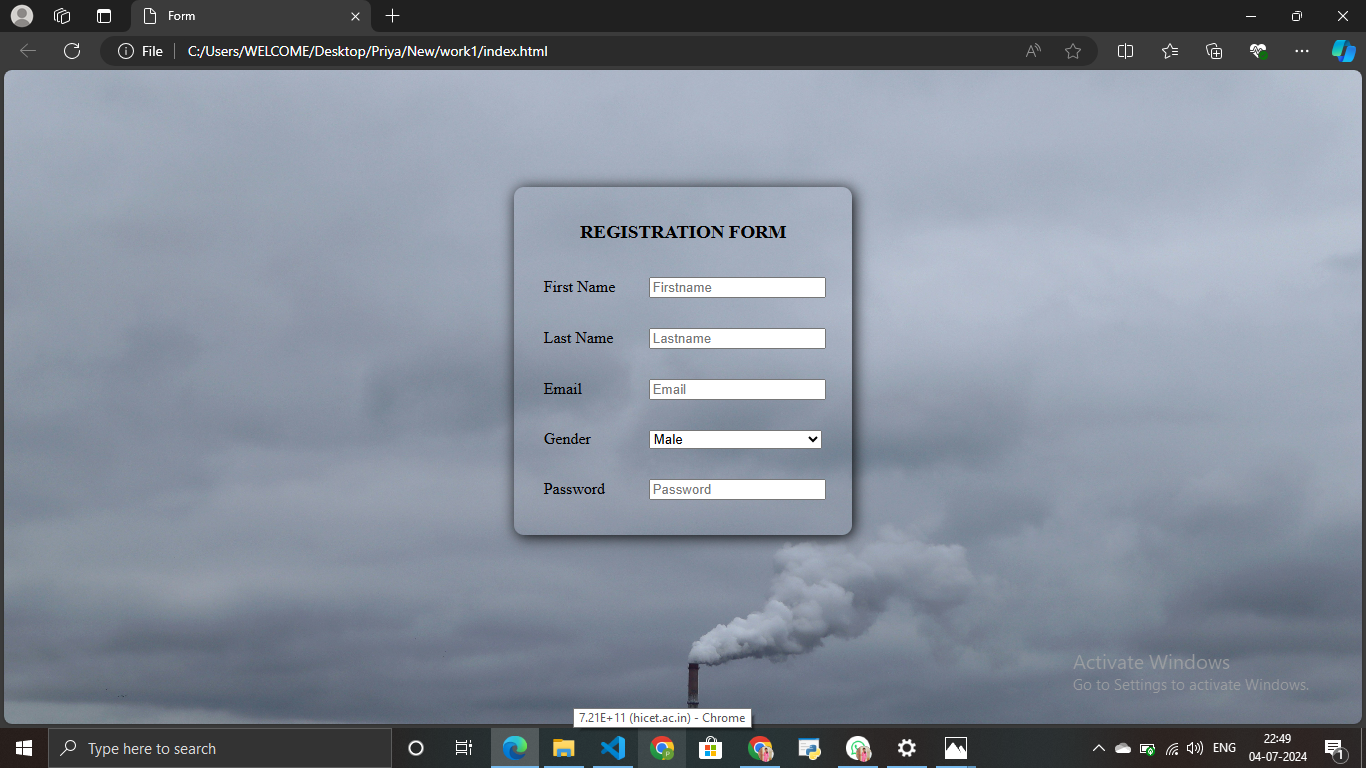 Form
File
C:/Users/WELCOME/Desktop/Priya/New/work1/index.html
REGISTRATION FORM
First Name Firstname
Last Name Lastname
Email Email
Gender Male
Password Password
Activate Windows
Go to Settings to activate Windows.
7.21E+11 (hicet.ac.in) - Chrome
Type here to search
ENG
22:49
04-07-2024
1